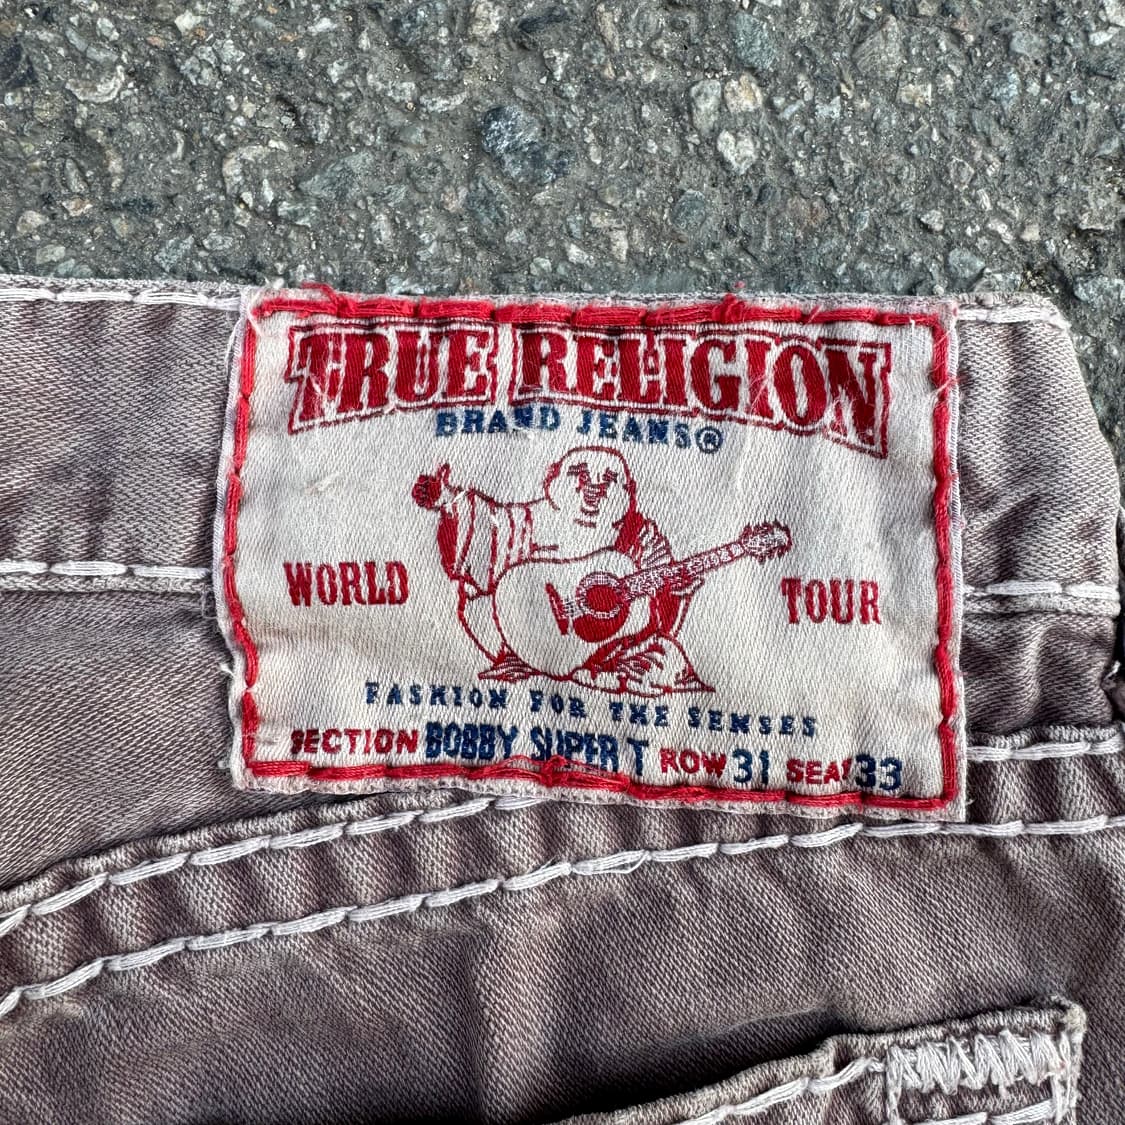 TRUE RELIGION
BRAND JEANS®
WORLD TOUR
FASHION FOR THE SENSES
SECTION BOBBY SUPER T ROW 31 SEAT 33